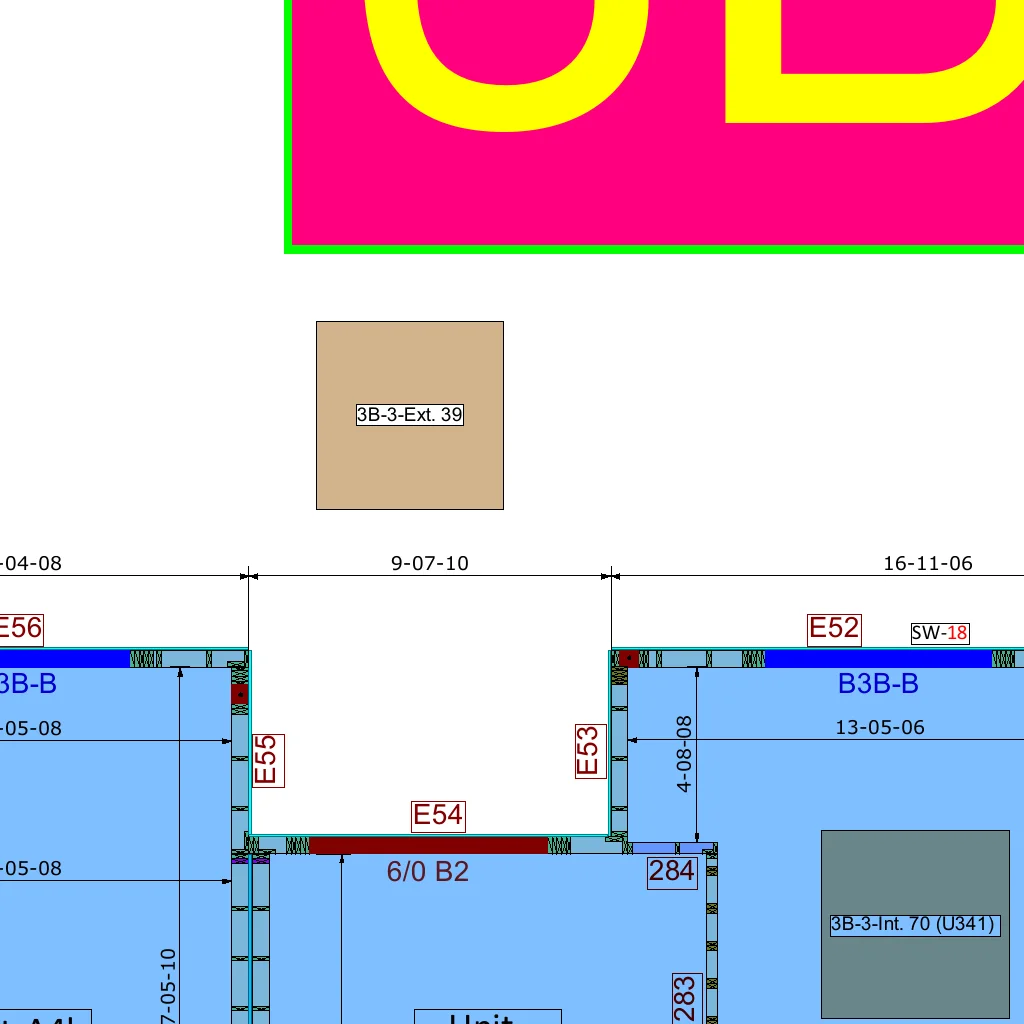 3B-3-Ext. 39
-04-08
9-07-10
16-11-06
E56
E52
SW-18
3B-B
B3B-B
-05-08
13-05-06
4-08-08
E55
E53
E54
6/0 B2
284
-05-08
3B-3-Int. 70 (U341)
7-05-10
283
Unit